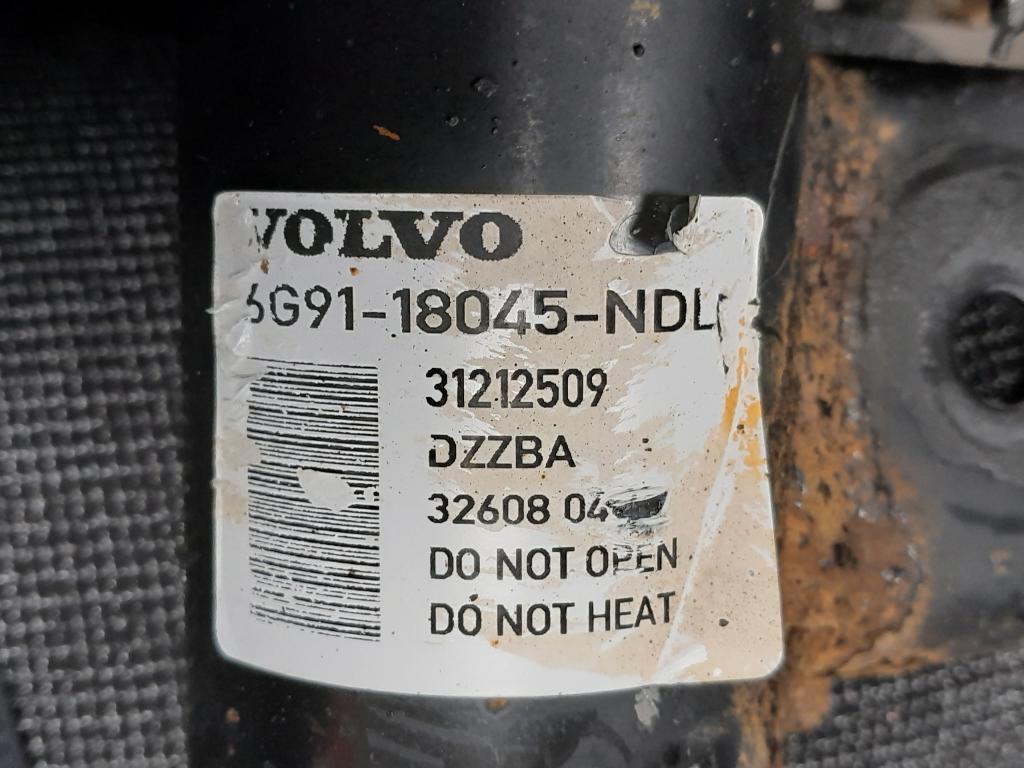 VOLVO
6G91-18045-NDL
31212509
DZZBA
32608 04
DO NOT OPEN
DO NOT HEAT